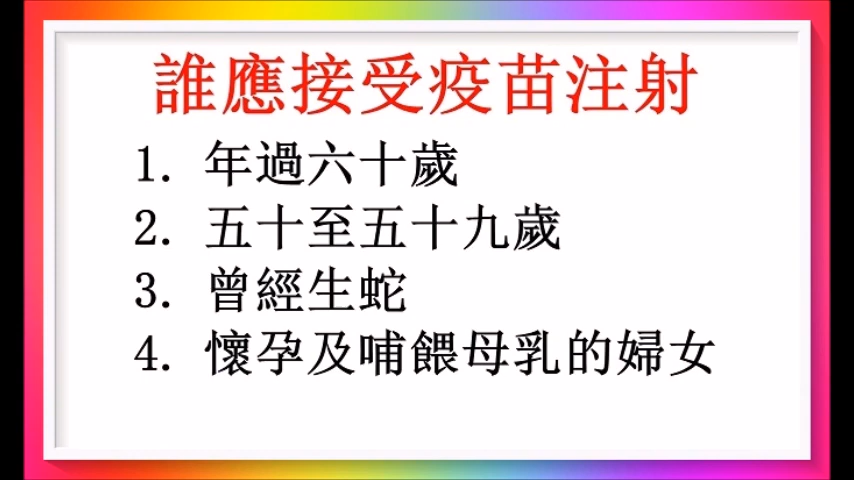 誰應接受疫苗注射
1. 年過六十歲
2. 五十至五十九歲
3. 曾經生蛇
4. 懷孕及哺餵母乳的婦女